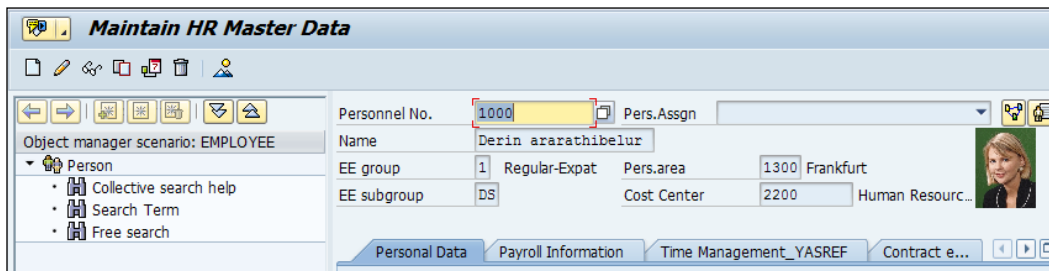 Maintain HR Master Data
Object manager scenario: EMPLOYEE
Person
Collective search help
Search Term
Free search
Personnel No. 1000 Pers.Assgn
Name Derin ararathibelur
EE group 1 Regular-Expat Pers.area 1300 Frankfurt
EE subgroup DS Cost Center 2200 Human Resourc...
Personal Data Payroll Information Time Management_YASREF Contract e...